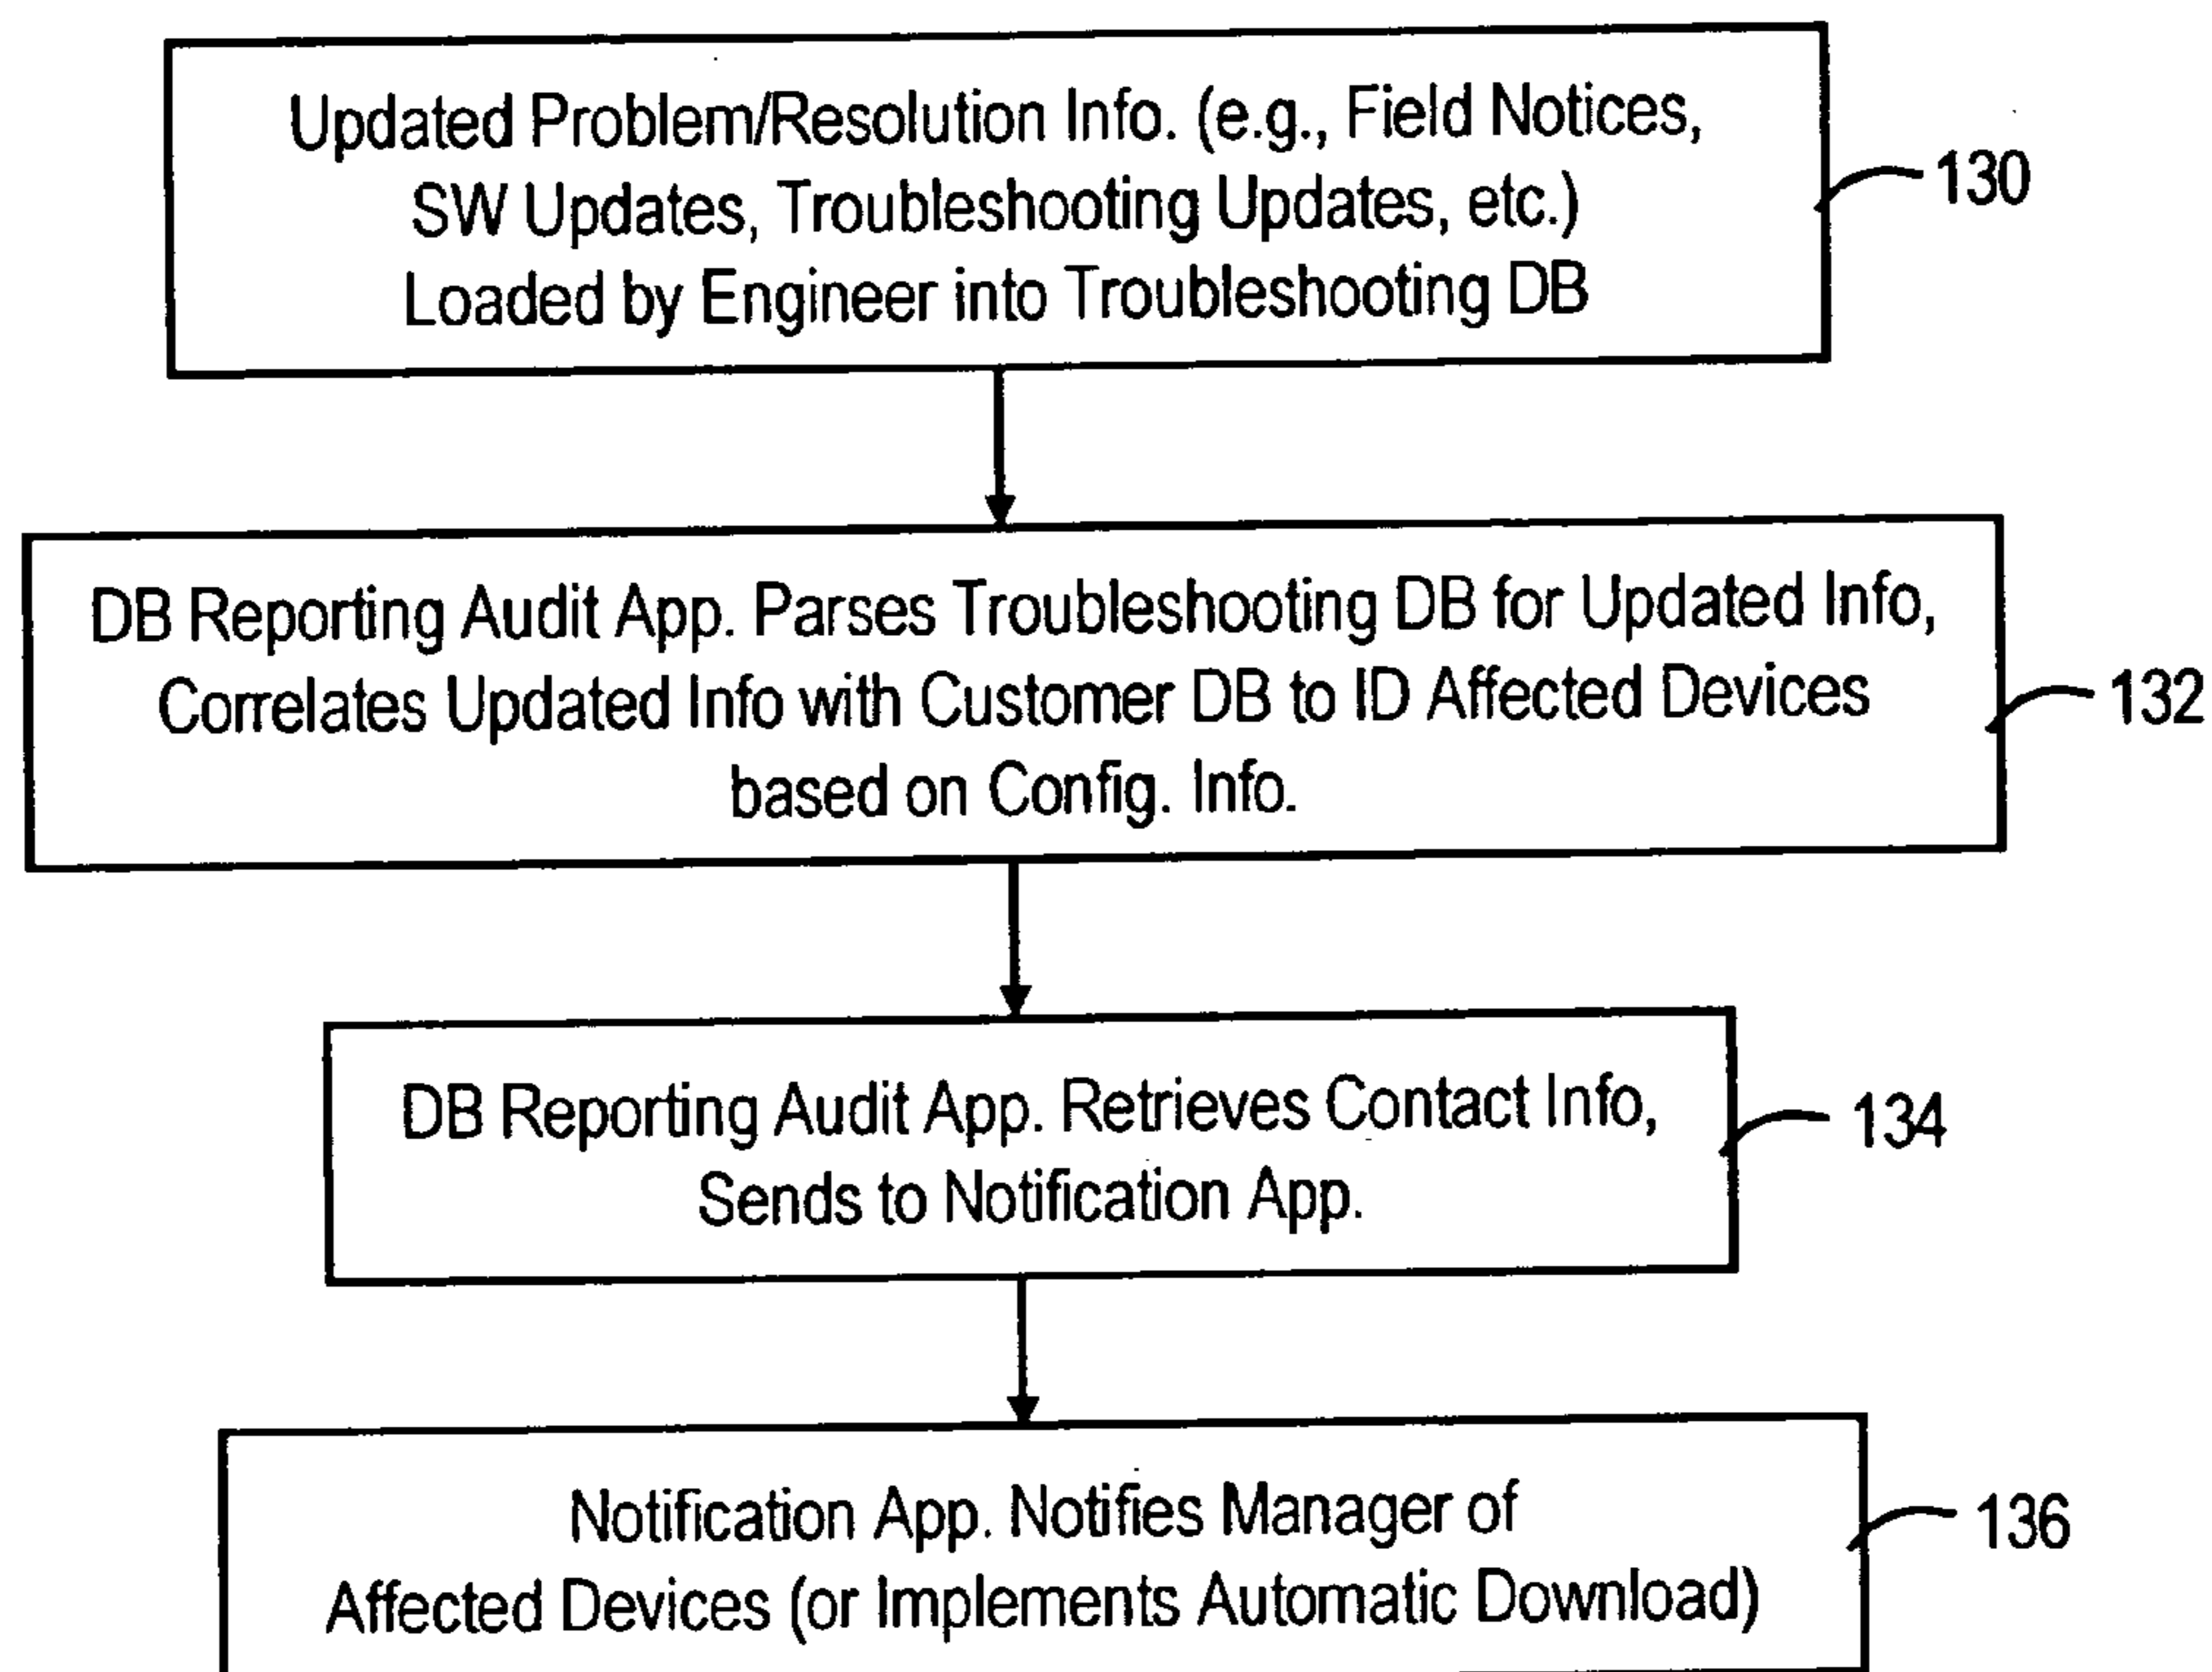 Updated Problem/Resolution Info. (e.g., Field Notices,
SW Updates, Troubleshooting Updates, etc.)
Loaded by Engineer into Troubleshooting DB
130
DB Reporting Audit App. Parses Troubleshooting DB for Updated Info,
Correlates Updated Info with Customer DB to ID Affected Devices
based on Config. Info.
132
DB Reporting Audit App. Retrieves Contact Info,
Sends to Notification App.
134
Notification App. Notifies Manager of
Affected Devices (or Implements Automatic Download)
136